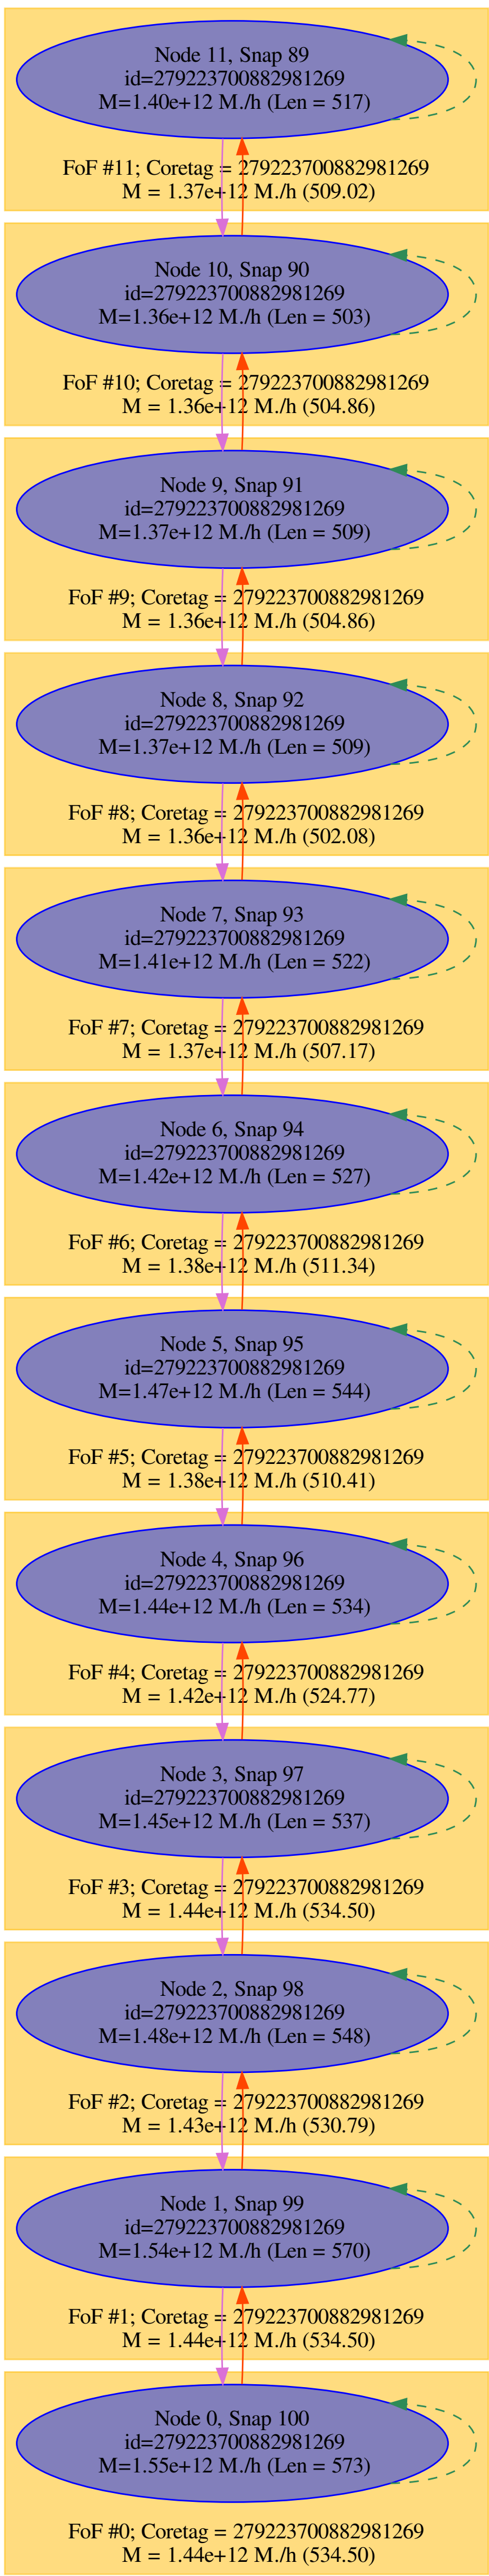 Node 11, Snap 89
id=279223700882981269
M=1.40e+12 M./h (Len = 517)
FoF #11; Coretag = 279223700882981269
M = 1.37e+12 M./h (509.02)
Node 10, Snap 90
id=279223700882981269
M=1.36e+12 M./h (Len = 503)
FoF #10; Coretag = 279223700882981269
M = 1.36e+12 M./h (504.86)
Node 9, Snap 91
id=279223700882981269
M=1.37e+12 M./h (Len = 509)
FoF #9; Coretag = 279223700882981269
M = 1.36e+12 M./h (504.86)
Node 8, Snap 92
id=279223700882981269
M=1.37e+12 M./h (Len = 509)
FoF #8; Coretag = 279223700882981269
M = 1.36e+12 M./h (502.08)
Node 7, Snap 93
id=279223700882981269
M=1.41e+12 M./h (Len = 522)
FoF #7; Coretag = 279223700882981269
M = 1.37e+12 M./h (507.17)
Node 6, Snap 94
id=279223700882981269
M=1.42e+12 M./h (Len = 527)
FoF #6; Coretag = 279223700882981269
M = 1.38e+12 M./h (511.34)
Node 5, Snap 95
id=279223700882981269
M=1.47e+12 M./h (Len = 544)
FoF #5; Coretag = 279223700882981269
M = 1.38e+12 M./h (510.41)
Node 4, Snap 96
id=279223700882981269
M=1.44e+12 M./h (Len = 534)
FoF #4; Coretag = 279223700882981269
M = 1.42e+12 M./h (524.77)
Node 3, Snap 97
id=279223700882981269
M=1.45e+12 M./h (Len = 537)
FoF #3; Coretag = 279223700882981269
M = 1.44e+12 M./h (534.50)
Node 2, Snap 98
id=279223700882981269
M=1.48e+12 M./h (Len = 548)
FoF #2; Coretag = 279223700882981269
M = 1.43e+12 M./h (530.79)
Node 1, Snap 99
id=279223700882981269
M=1.54e+12 M./h (Len = 570)
FoF #1; Coretag = 279223700882981269
M = 1.44e+12 M./h (534.50)
Node 0, Snap 100
id=279223700882981269
M=1.55e+12 M./h (Len = 573)
FoF #0; Coretag = 279223700882981269
M = 1.44e+12 M./h (534.50)